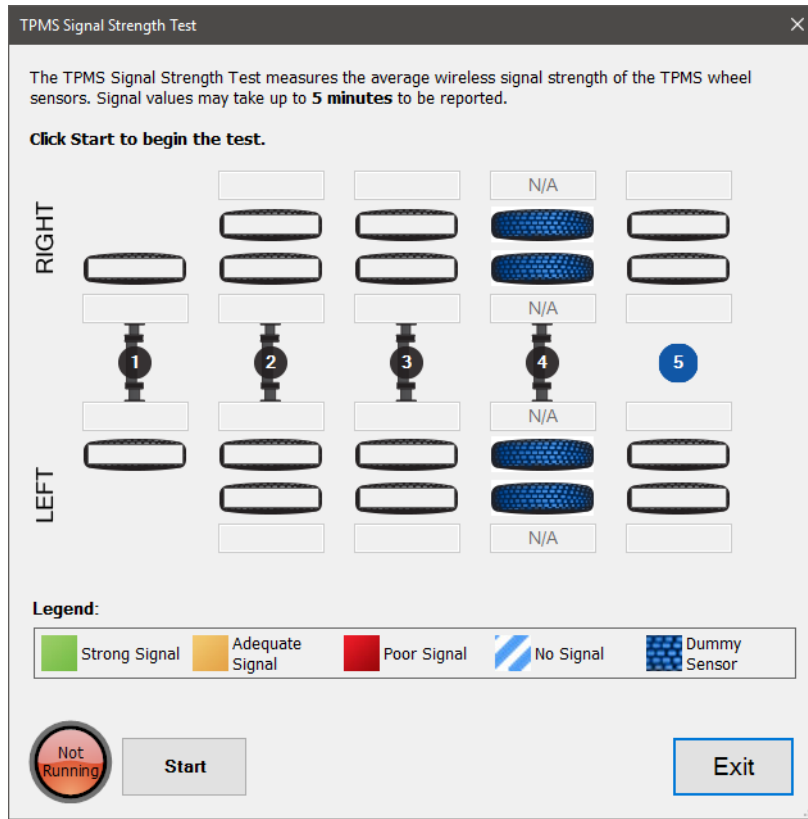 TPMS Signal Strength Test
The TPMS Signal Strength Test measures the average wireless signal strength of the TPMS wheel
sensors. Signal values may take up to 5 minutes to be reported.
Click Start to begin the test.
N/A
RIGHT
N/A
1 2 3 4 5
N/A
LEFT
N/A
Legend:
Strong Signal
Adequate
Signal
Poor Signal
No Signal
Dummy
Sensor
Not
Running
Start
Exit